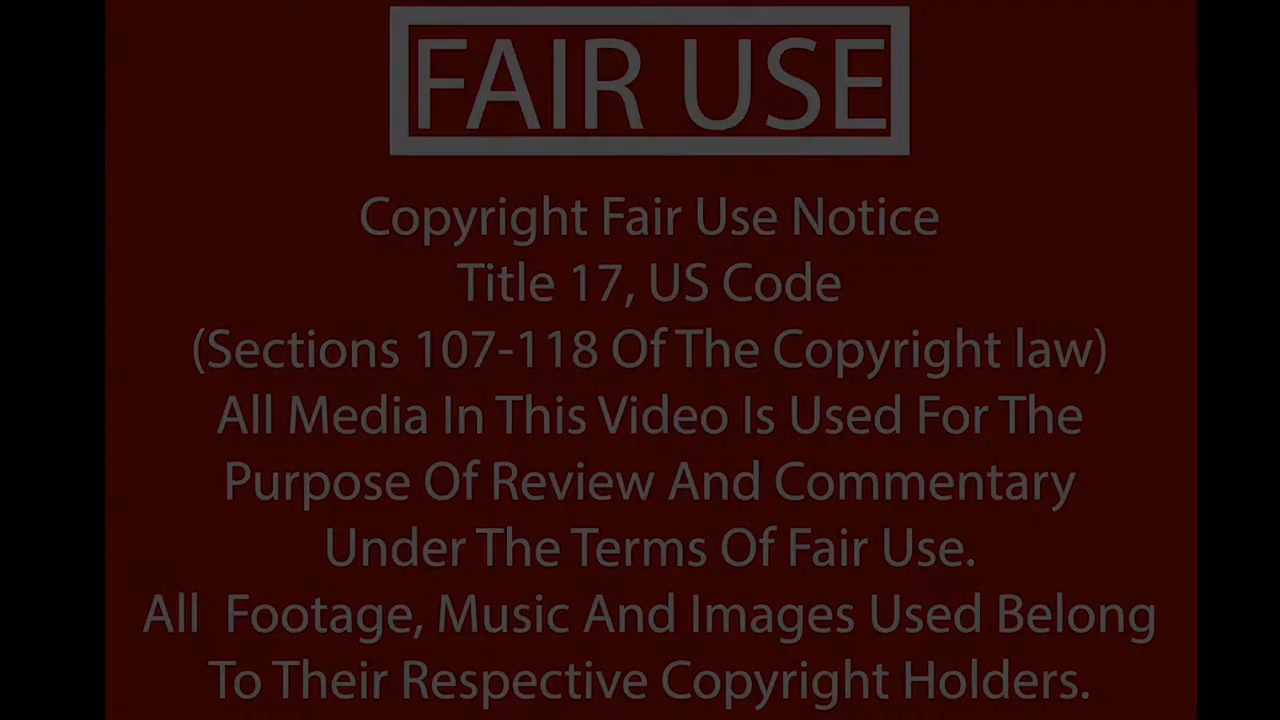 FAIR USE
Copyright Fair Use Notice
Title 17, US Code
(Sections 107-118 Of The Copyright law)
All Media In This Video Is Used For The
Purpose Of Review And Commentary
Under The Terms Of Fair Use.
All Footage, Music And Images Used Belong
To Their Respective Copyright Holders.